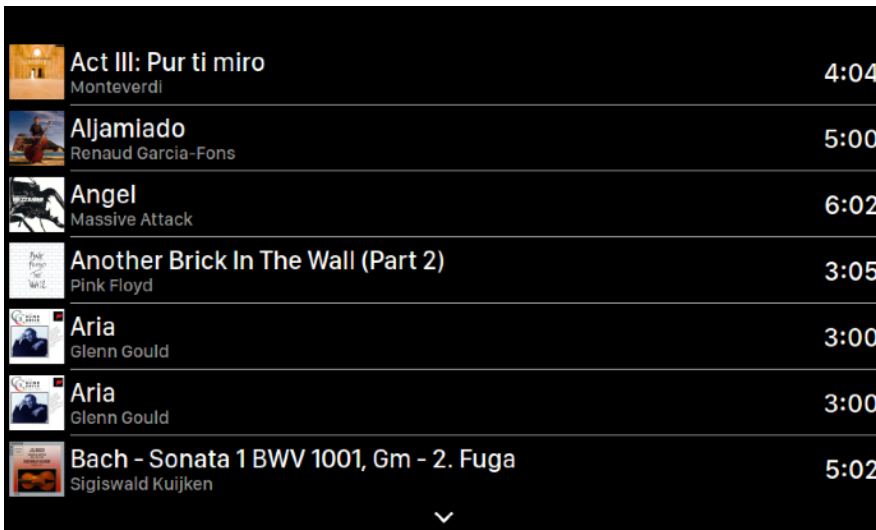 Act III: Pur ti miro
Monteverdi
4:04
Aljamiado
Renaud Garcia-Fons
5:00
Angel
Massive Attack
6:02
Another Brick In The Wall (Part 2)
Pink Floyd
3:05
Aria
Glenn Gould
3:00
Aria
Glenn Gould
3:00
Bach - Sonata 1 BWV 1001, Gm - 2. Fuga
Sigiswald Kuijken
5:02